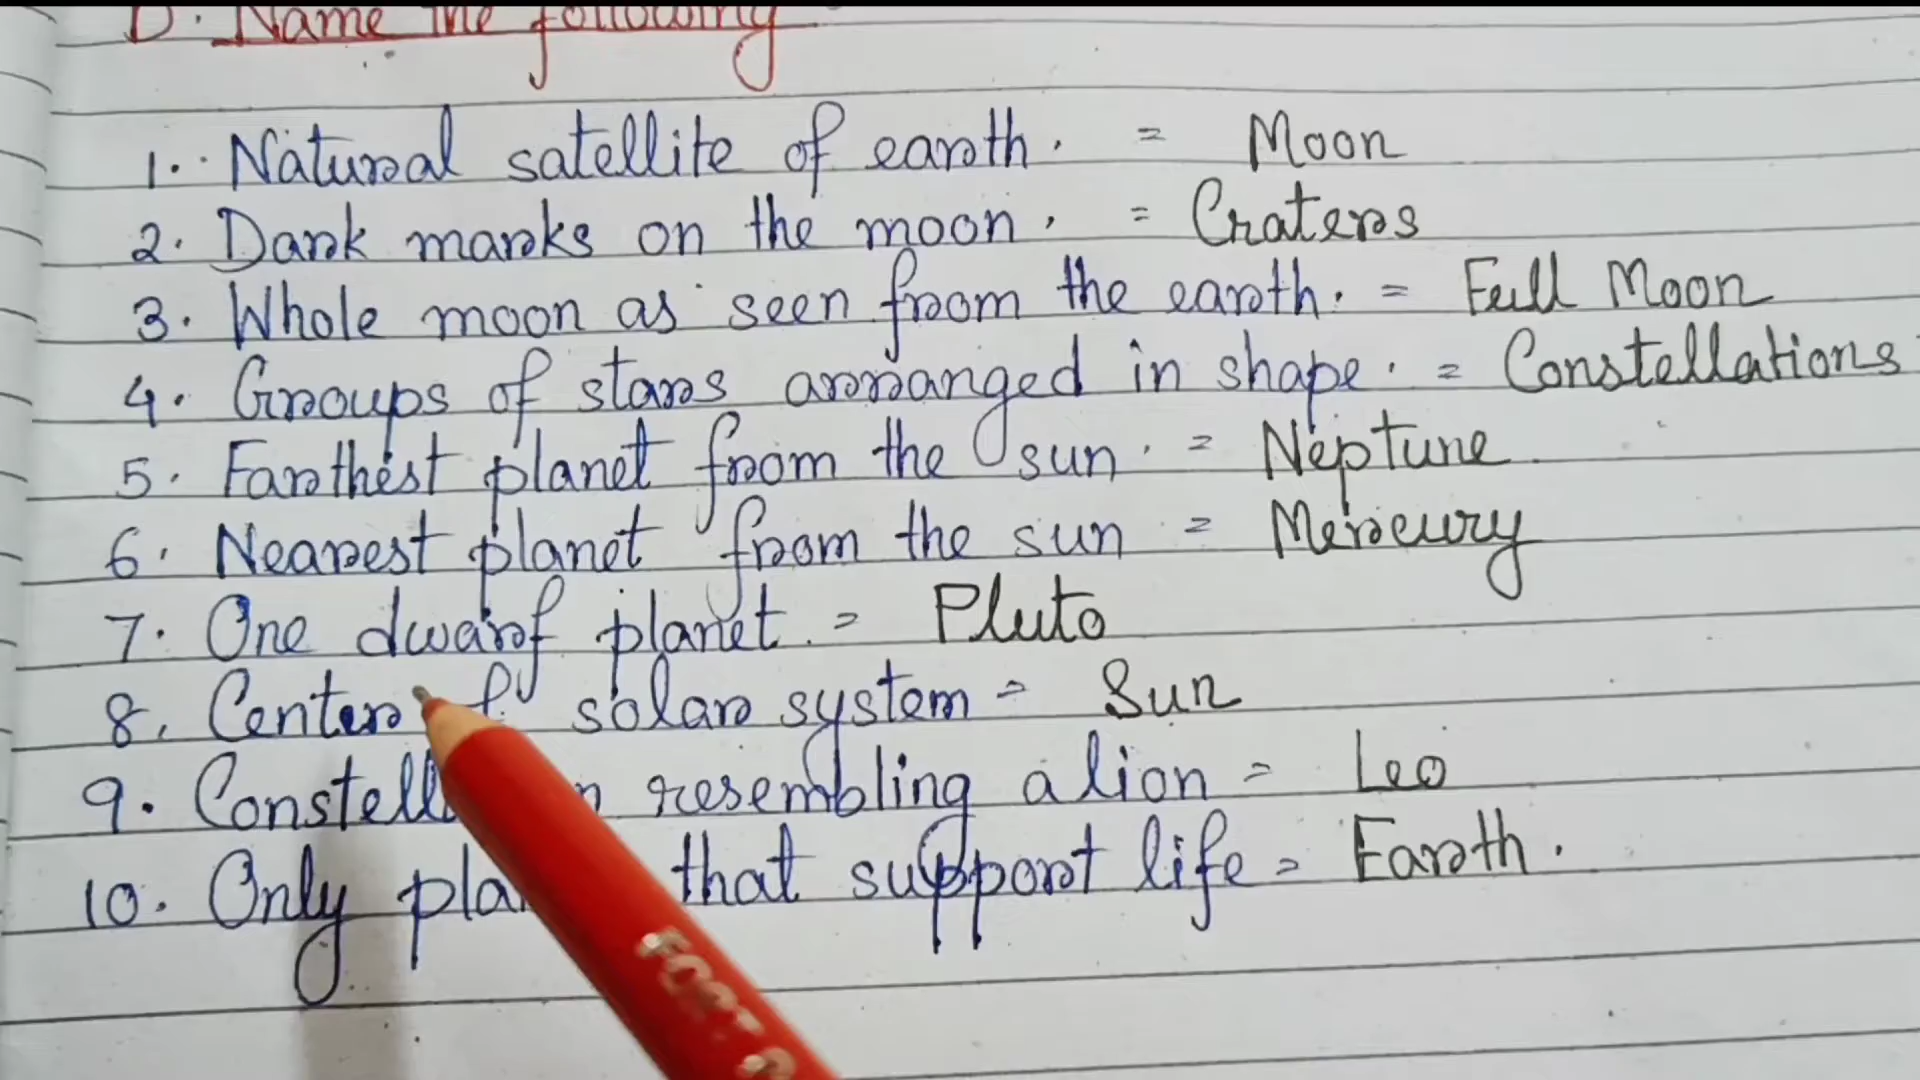 D. Name the following
1. Natural satellite of earth. = Moon
2. Dark marks on the moon. = Craters
3. Whole moon as seen from the earth. = Full Moon
4. Groups of stars arranged in shape. = Constellations
5. Farthest planet from the sun. = Neptune
6. Nearest planet from the sun = Mercury
7. One dwarf planet. = Pluto
8. Center solar system = Sun
9. resembling a lion = Leo
10. Only that support life = Earth.